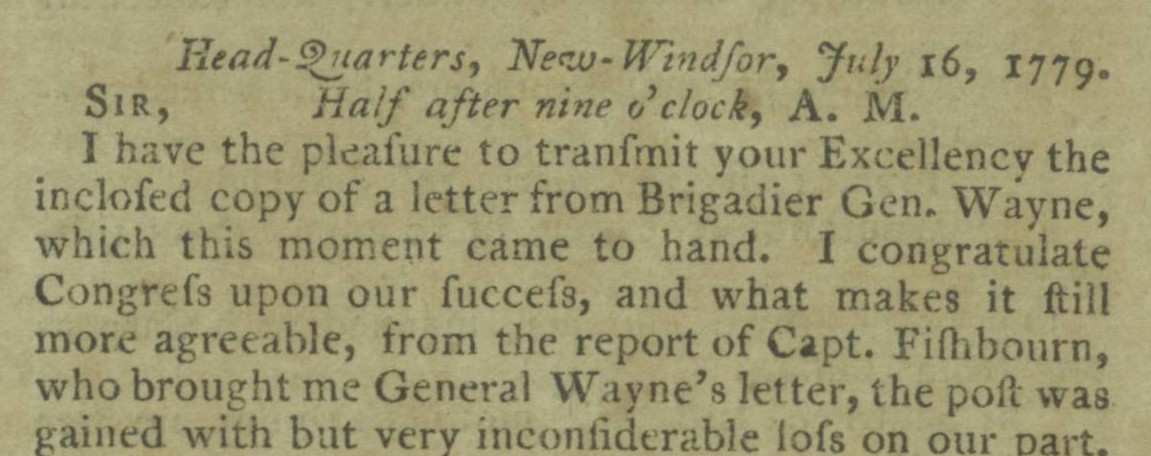 Head-Quarters, New-Windſor, July 16, 1779.
SIR, Half after nine o'clock, A. M.
I have the pleaſure to tranſmit your Excellency the
incloſed copy of a letter from Brigadier Gen. Wayne,
which this moment came to hand. I congratulate
Congreſs upon our ſucceſs, and what makes it ſtill
more agreeable, from the report of Capt. Fiſhbourn,
who brought me General Wayne's letter, the poſt was
gained with but very inconſiderable loſs on our part.